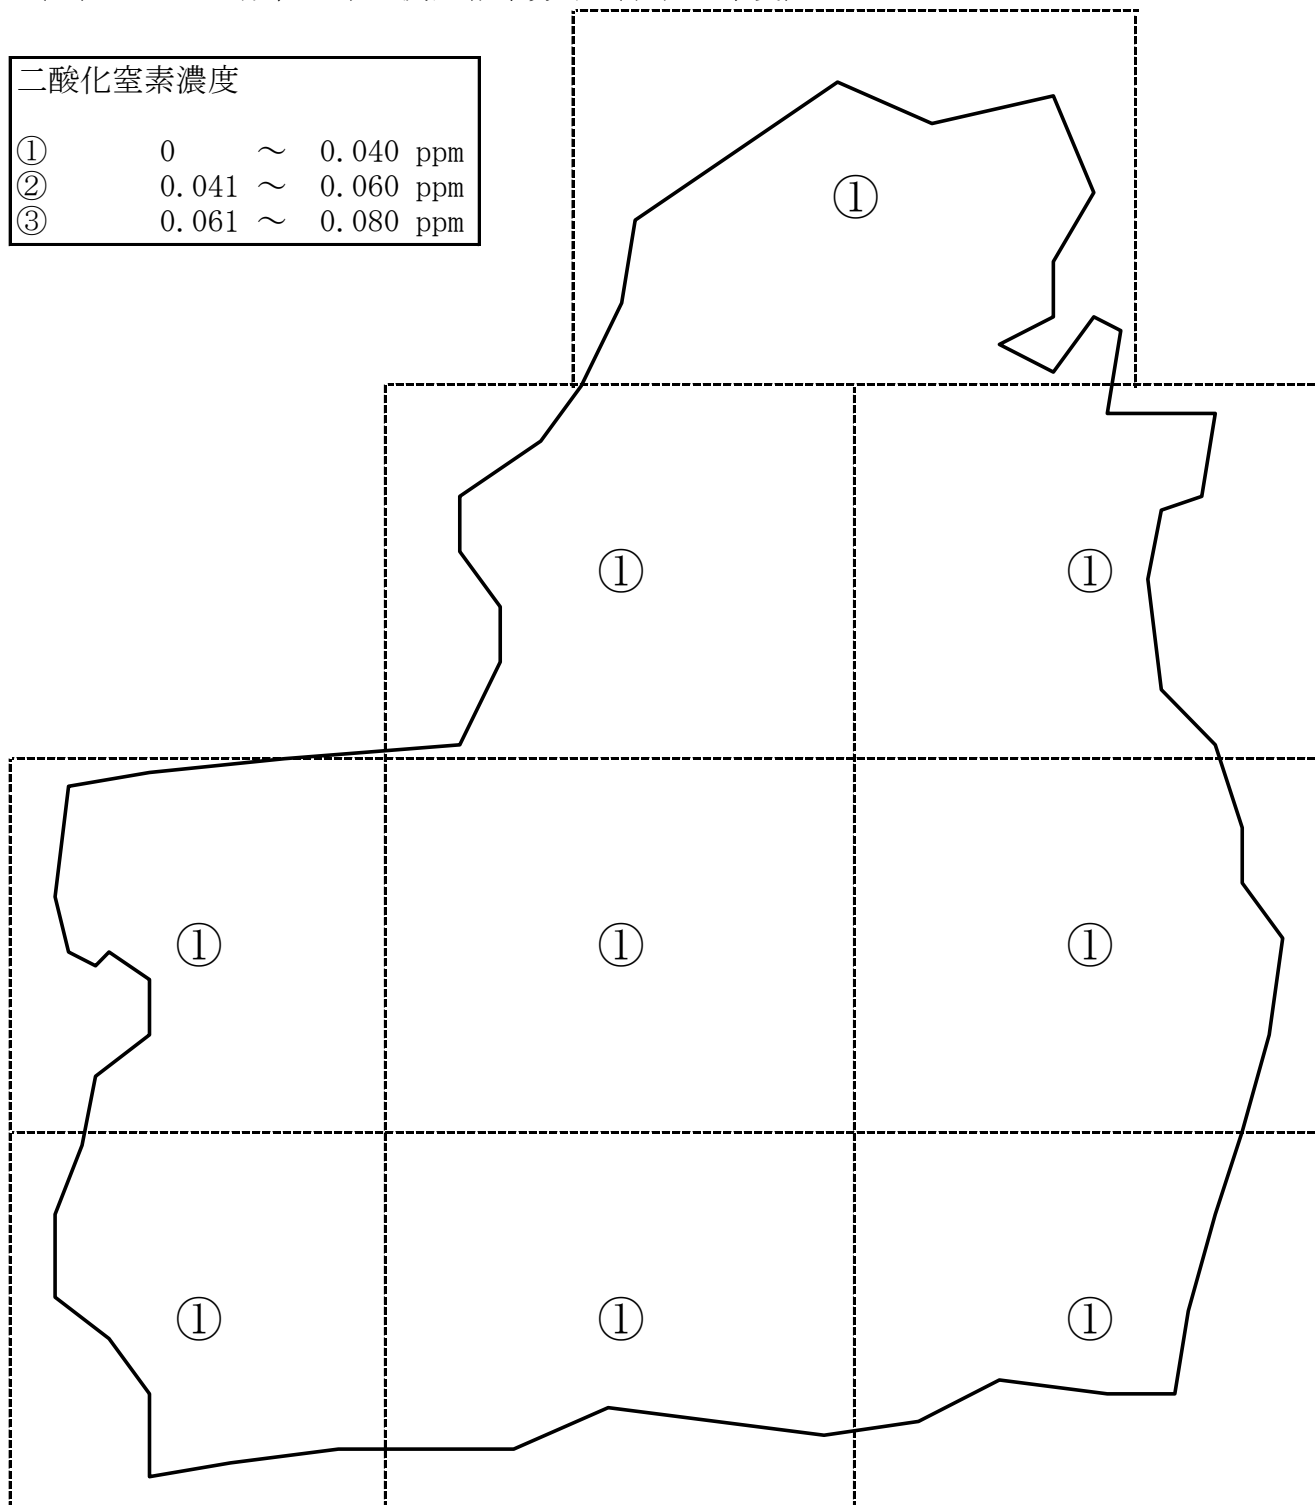 二酸化窒素濃度
① 0 ～ 0.040 ppm
② 0.041 ～ 0.060 ppm
③ 0.061 ～ 0.080 ppm
①
① ①
① ① ①
① ① ①